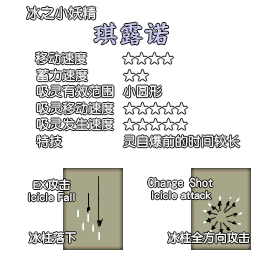 冰之小妖精
琪露诺
移动速度 ☆☆☆☆
蓄力速度 ☆☆
吸灵有效范围 小圆形
吸灵移动速度 ☆☆☆☆☆
吸灵发生速度 ☆☆☆☆☆
特技 灵自爆前的时间较长
EX攻击
Icicle Fall
冰柱落下
Charge Shot
Icicle attack
冰柱全方向攻击